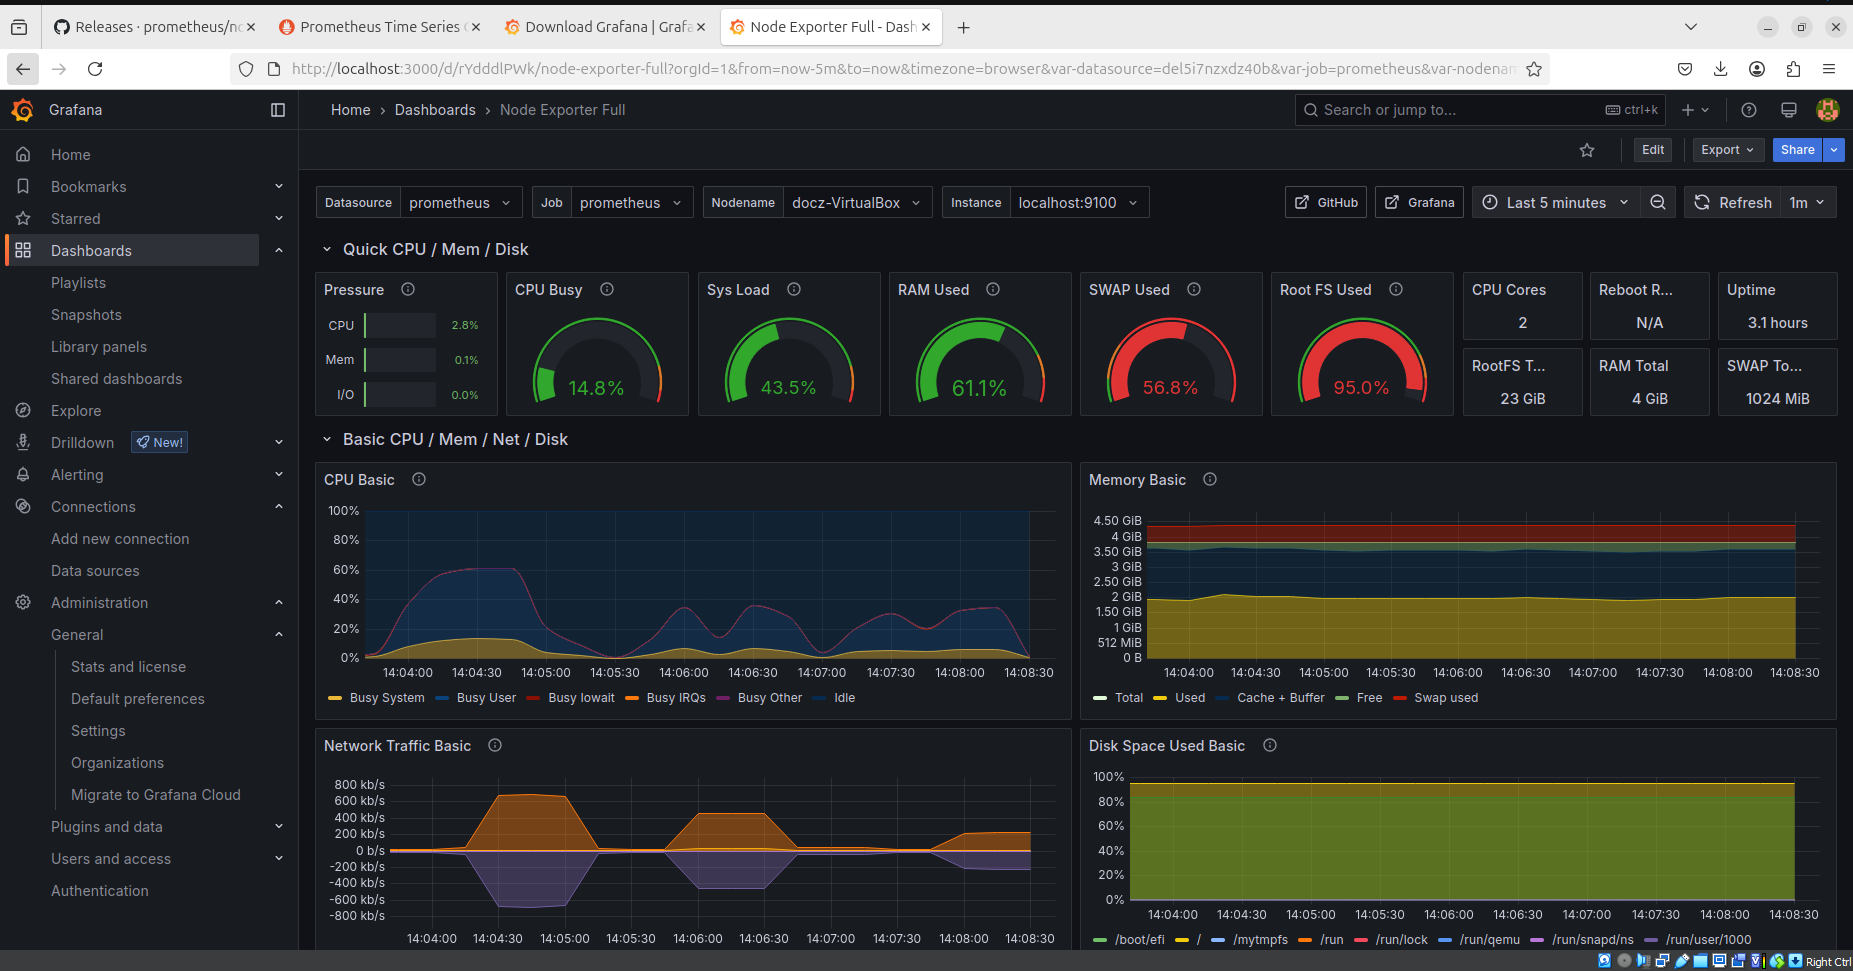 Releases · prometheus/no
Prometheus Time Series
Download Grafana | Grafa
Node Exporter Full - Dash
http://localhost:3000/d/rYdddlPWk/node-exporter-full?orgId=1&from=now-5m&to=now&timezone=browser&var-datasource=del5i7nzxdz40b&var-job=prometheus&var-nodenam
Grafana
Home › Dashboards › Node Exporter Full
Search or jump to...
ctrl+k
Edit
Export
Share
Home
Bookmarks
Starred
Dashboards
Playlists
Snapshots
Library panels
Shared dashboards
Explore
Drilldown New!
Alerting
Connections
Add new connection
Data sources
Administration
General
Stats and license
Default preferences
Settings
Organizations
Migrate to Grafana Cloud
Plugins and data
Users and access
Authentication
Datasource prometheus
Job prometheus
Nodename docz-VirtualBox
Instance localhost:9100
GitHub
Grafana
Last 5 minutes
Refresh 1m
Quick CPU / Mem / Disk
Pressure
CPU 2.8%
Mem 0.1%
I/O 0.0%
CPU Busy
14.8%
Sys Load
43.5%
RAM Used
61.1%
SWAP Used
56.8%
Root FS Used
95.0%
CPU Cores
2
Reboot R...
N/A
Uptime
3.1 hours
RootFS T...
23 GiB
RAM Total
4 GiB
SWAP To...
1024 MiB
Basic CPU / Mem / Net / Disk
CPU Basic
100%
80%
60%
40%
20%
0%
14:04:00 14:04:30 14:05:00 14:05:30 14:06:00 14:06:30 14:07:00 14:07:30 14:08:00 14:08:30
Busy System Busy User Busy Iowait Busy IRQs Busy Other Idle
Memory Basic
4.50 GiB
4 GiB
3.50 GiB
3 GiB
2.50 GiB
2 GiB
1.50 GiB
1 GiB
512 MiB
0 B
14:04:00 14:04:30 14:05:00 14:05:30 14:06:00 14:06:30 14:07:00 14:07:30 14:08:00 14:08:30
Total Used Cache + Buffer Free Swap used
Network Traffic Basic
800 kb/s
600 kb/s
400 kb/s
200 kb/s
0 b/s
-200 kb/s
-400 kb/s
-600 kb/s
-800 kb/s
14:04:00 14:04:30 14:05:00 14:05:30 14:06:00 14:06:30 14:07:00 14:07:30 14:08:00 14:08:30
Disk Space Used Basic
100%
80%
60%
40%
20%
0%
14:04:00 14:04:30 14:05:00 14:05:30 14:06:00 14:06:30 14:07:00 14:07:30 14:08:00 14:08:30
/boot/efi / /mytmpfs /run /run/lock /run/qemu /run/snapd/ns /run/user/1000
Right Ctrl